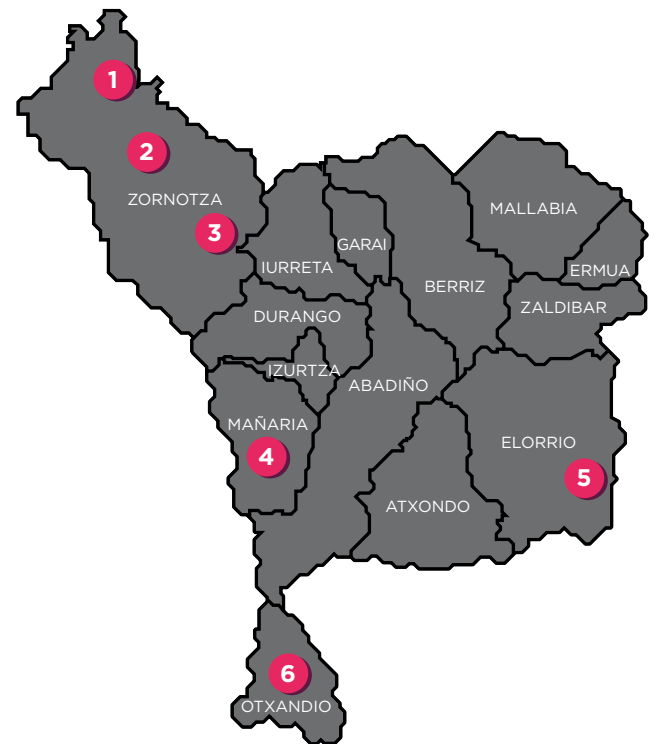 1
2
ZORNOTZA
MALLABIA
3
GARAI
IURRETA
ERMUA
BERRIZ
ZALDIBAR
DURANGO
IZURTZA
ABADIÑO
MAÑARIA
ELORRIO
4
5
ATXONDO
6
OTXANDIO